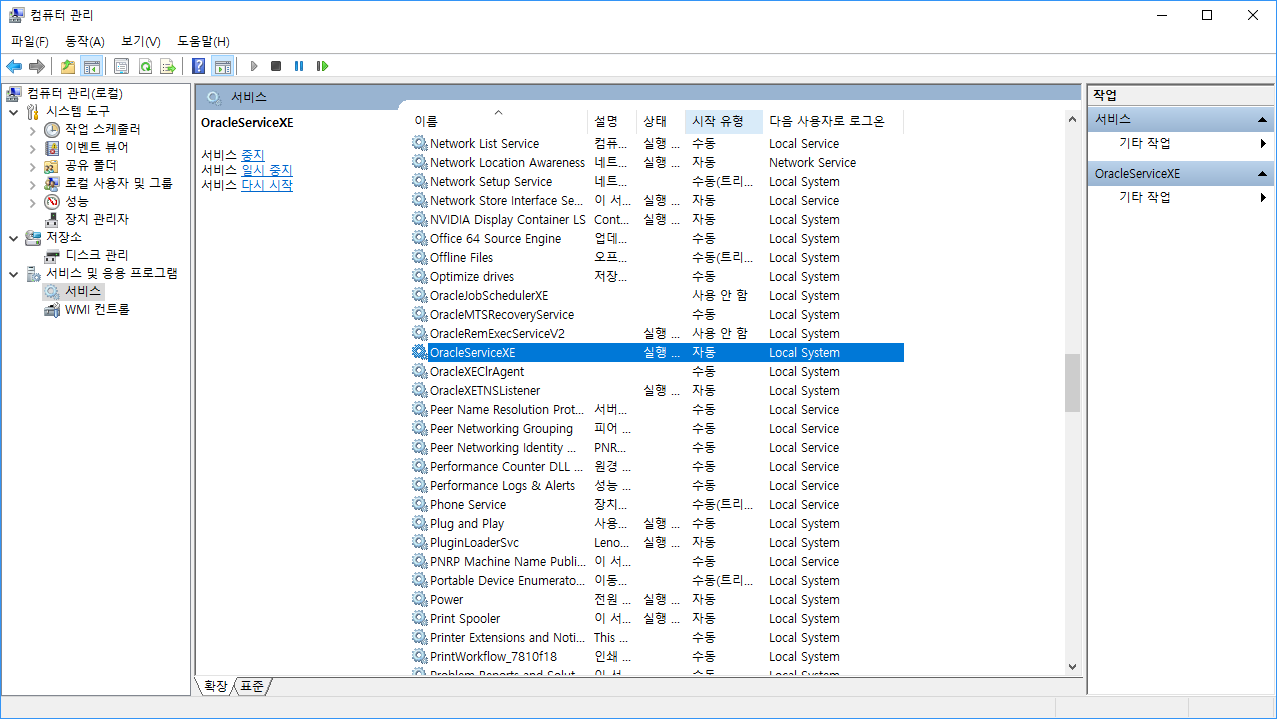 컴퓨터 관리
파일(F) 동작(A) 보기(V) 도움말(H)
컴퓨터 관리(로컬)
시스템 도구
작업 스케줄러
이벤트 뷰어
공유 폴더
로컬 사용자 및 그룹
성능
장치 관리자
저장소
디스크 관리
서비스 및 응용 프로그램
서비스
WMI 컨트롤
서비스
OracleServiceXE
서비스 중지
서비스 일시 중지
서비스 다시 시작
이름 설명 상태 시작 유형 다음 사용자로 로그온
Network List Service 컴퓨... 실행 ... 수동 Local Service
Network Location Awareness 네트... 실행 ... 자동 Network Service
Network Setup Service 네트... 수동(트리... Local System
Network Store Interface Se... 이 서... 실행 ... 자동 Local Service
NVIDIA Display Container LS Cont... 실행 ... 자동 Local System
Office 64 Source Engine 업데... 수동 Local System
Offline Files 오프... 수동(트리... Local System
Optimize drives 저장... 수동 Local System
OracleJobSchedulerXE 사용 안 함 Local System
OracleMTSRecoveryService 수동 Local System
OracleRemExecServiceV2 실행 ... 사용 안 함 Local System
OracleServiceXE 실행 ... 자동 Local System
OracleXEClrAgent 수동 Local System
OracleXETNSListener 실행 ... 자동 Local System
Peer Name Resolution Prot... 서버... 수동 Local Service
Peer Networking Grouping 피어 ... 수동 Local Service
Peer Networking Identity ... PNR... 수동 Local Service
Performance Counter DLL ... 원경 ... 수동 Local Service
Performance Logs & Alerts 성능 ... 수동 Local Service
Phone Service 장치... 수동(트리... Local Service
Plug and Play 사용... 실행 ... 수동 Local System
PluginLoaderSvc Leno... 실행 ... 자동 Local System
PNRP Machine Name Publi... 이 서... 수동 Local Service
Portable Device Enumerato... 이동... 수동(트리... Local System
Power 전원 ... 실행 ... 자동 Local System
Print Spooler 이 서... 실행 ... 자동 Local System
Printer Extensions and Noti... This ... 수동 Local System
PrintWorkflow_7810f18 인쇄 ... 수동 Local System
Problem Reports and Solut... 이 서... 수동 Local System
확장 표준
작업
서비스
기타 작업
OracleServiceXE
기타 작업